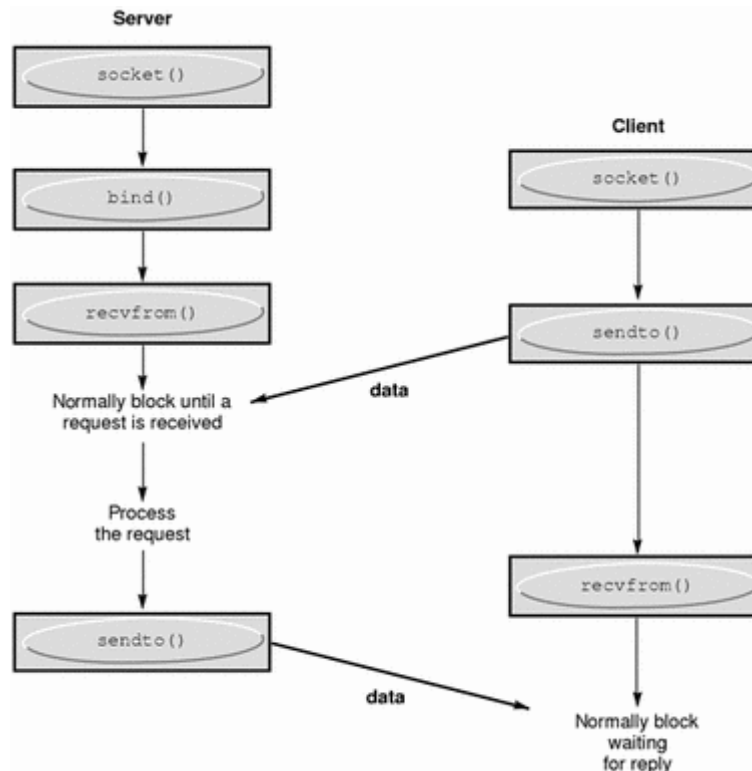 Server
socket()
bind()
recvfrom()
Normally block until a
request is received
Process
the request
sendto()
data
data
Client
socket()
sendto()
recvfrom()
Normally block
waiting
for reply